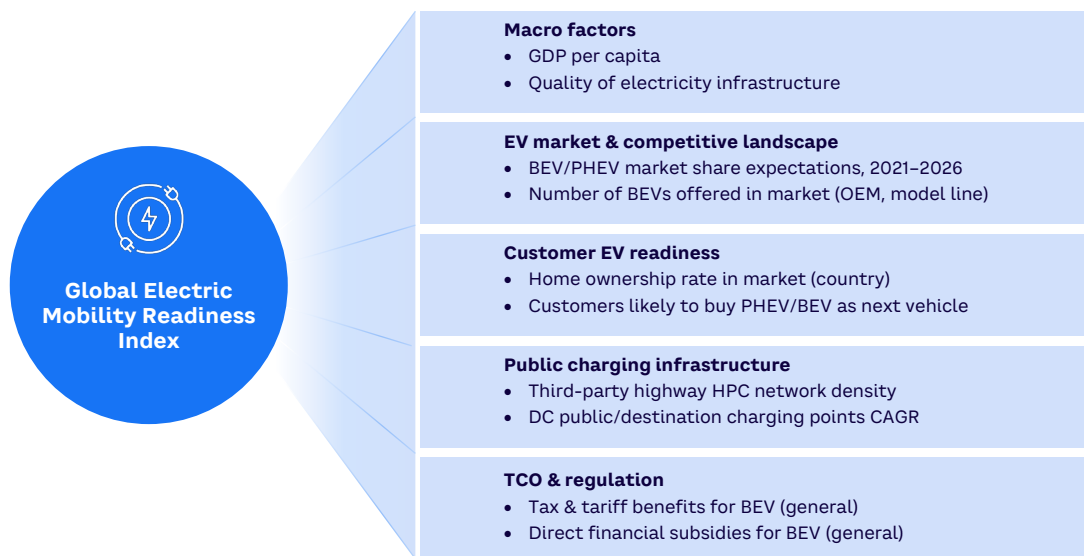 Global Electric
Mobility Readiness
Index
Macro factors
• GDP per capita
• Quality of electricity infrastructure
EV market & competitive landscape
• BEV/PHEV market share expectations, 2021–2026
• Number of BEVs offered in market (OEM, model line)
Customer EV readiness
• Home ownership rate in market (country)
• Customers likely to buy PHEV/BEV as next vehicle
Public charging infrastructure
• Third-party highway HPC network density
• DC public/destination charging points CAGR
TCO & regulation
• Tax & tariff benefits for BEV (general)
• Direct financial subsidies for BEV (general)